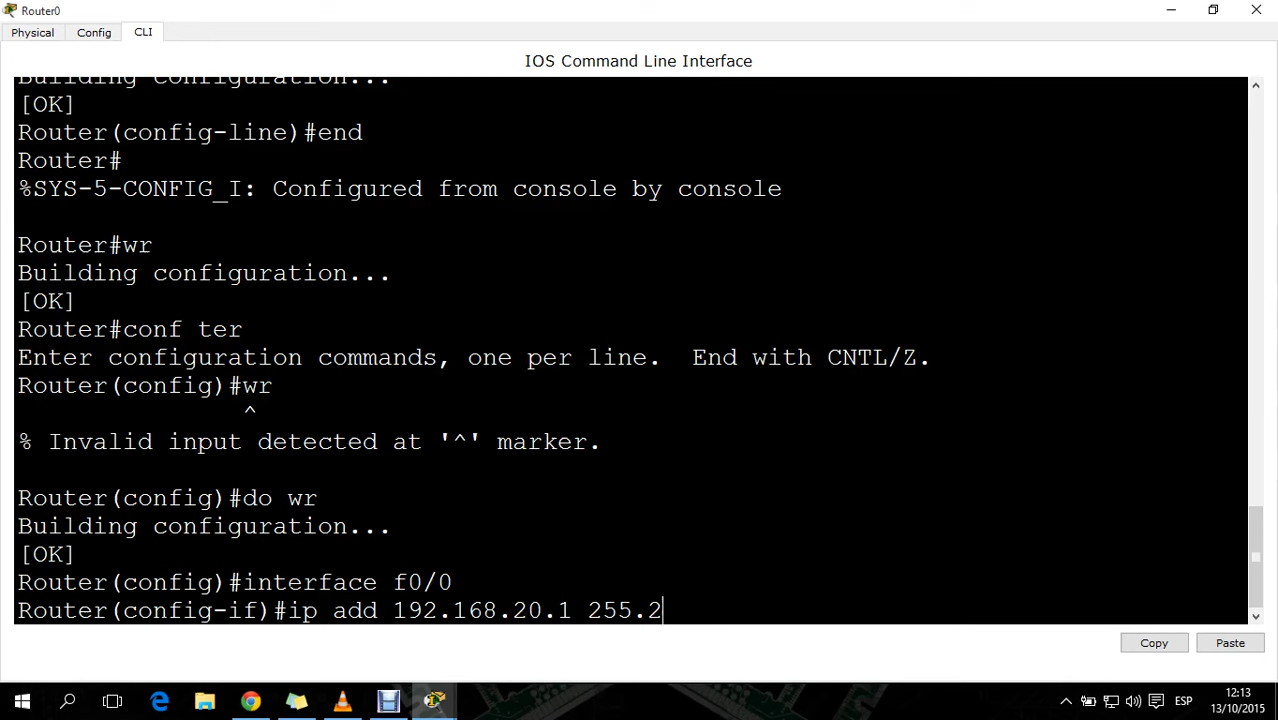 Router0
Physical Config CLI
IOS Command Line Interface
Building configuration...
[OK]
Router(config-line)#end
Router#
%SYS-5-CONFIG_I: Configured from console by console
Router#wr
Building configuration...
[OK]
Router#conf ter
Enter configuration commands, one per line.  End with CNTL/Z.
Router(config)#wr
^
% Invalid input detected at '^' marker.
Router(config)#do wr
Building configuration...
[OK]
Router(config)#interface f0/0
Router(config-if)#ip add 192.168.20.1 255.2
Copy Paste
ESP
12:13
13/10/2015